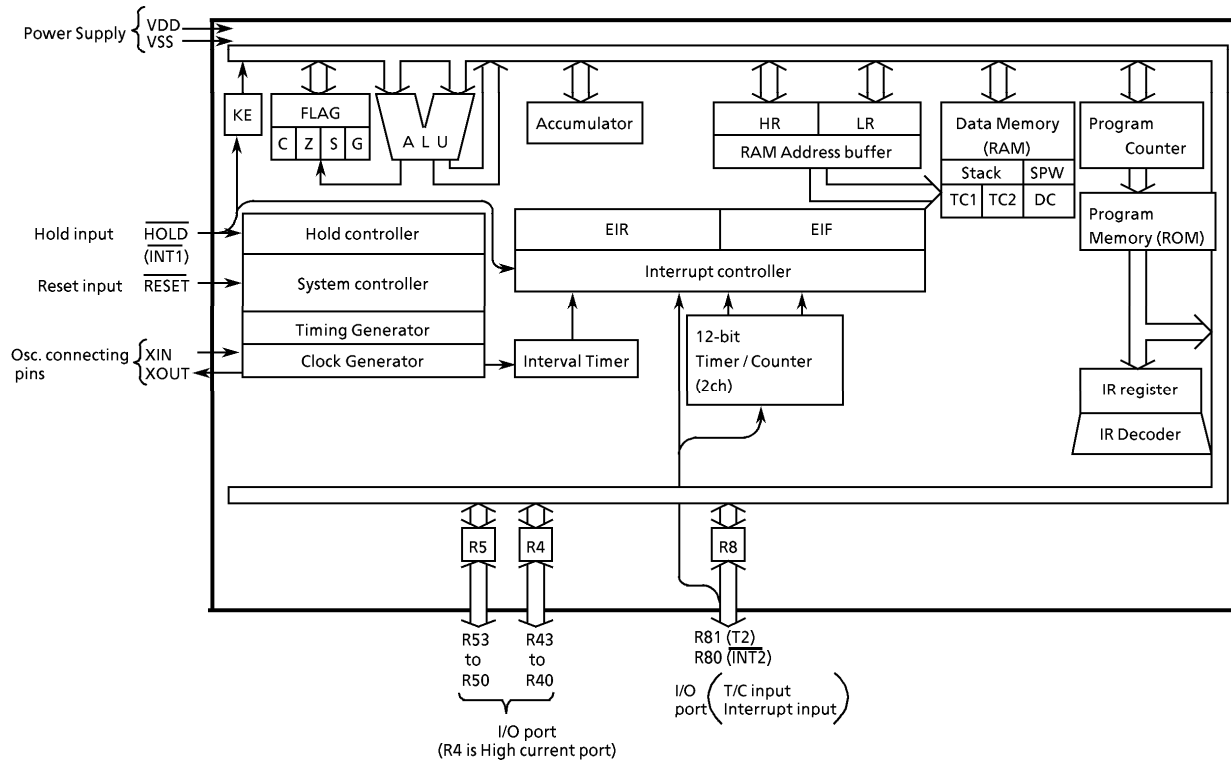 Power Supply
VDD
VSS
KE
FLAG
C Z S G
A L U
Accumulator
HR LR
RAM Address buffer
Data Memory
(RAM)
Stack SPW
TC1 TC2 DC
Program
Counter
Program
Memory (ROM)
Hold input HOLD
(INT1)
Reset input RESET
Osc. connecting
pins
XIN
XOUT
Hold controller
System controller
Timing Generator
Clock Generator
EIR EIF
Interrupt controller
Interval Timer
12-bit
Timer / Counter
(2ch)
IR register
IR Decoder
R5 R4 R8
R53
to
R50
R43
to
R40
I/O port
(R4 is High current port)
R81 (T2)
R80 (INT2)
I/O
port
T/C input
Interrupt input